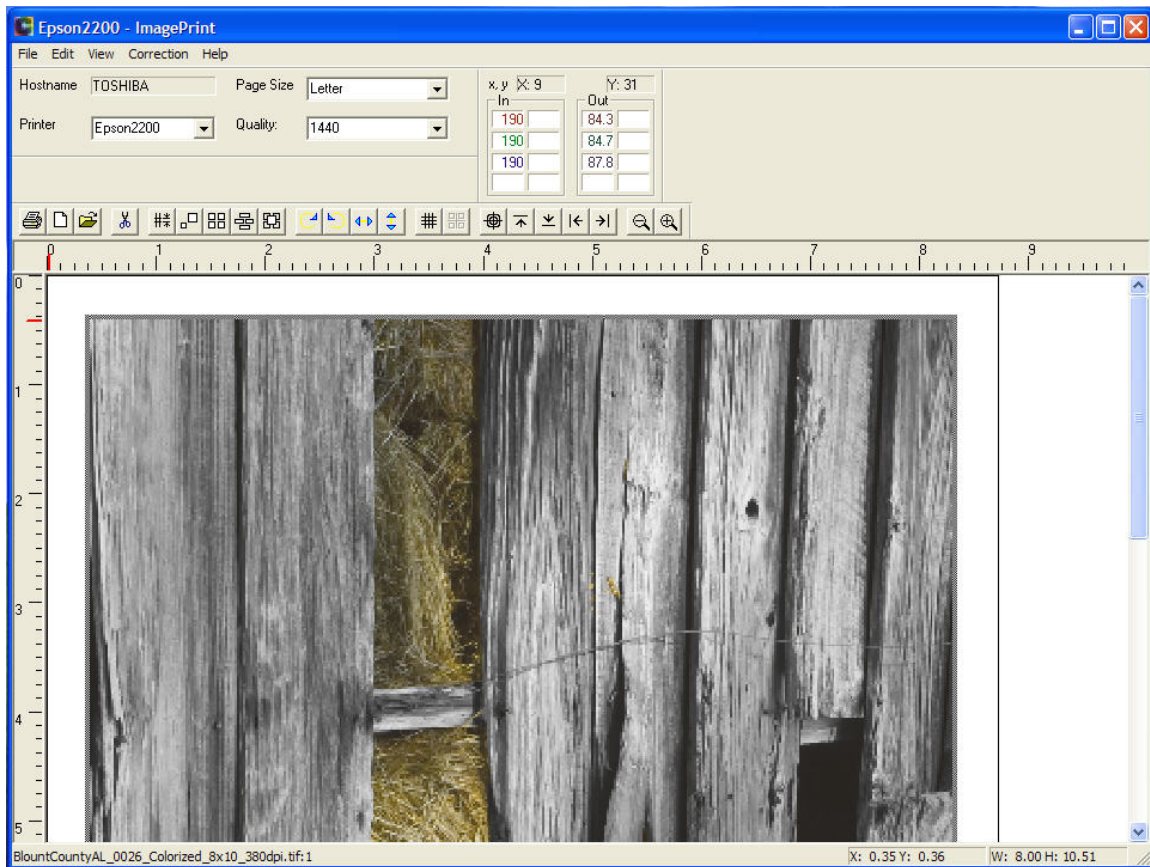 Epson2200 - ImagePrint
File Edit View Correction Help
Hostname TOSHIBA Page Size Letter
Printer Epson2200 Quality: 1440
x, y X: 9 Y: 31
In Out
190 84.3
190 84.7
190 87.8
0 1 2 3 4 5 6 7 8 9
0
1
2
3
4
5
BlountCountyAL_0026_Colorized_8x10_380dpi.tif:1 X: 0.35 Y: 0.36 W: 8.00 H: 10.51